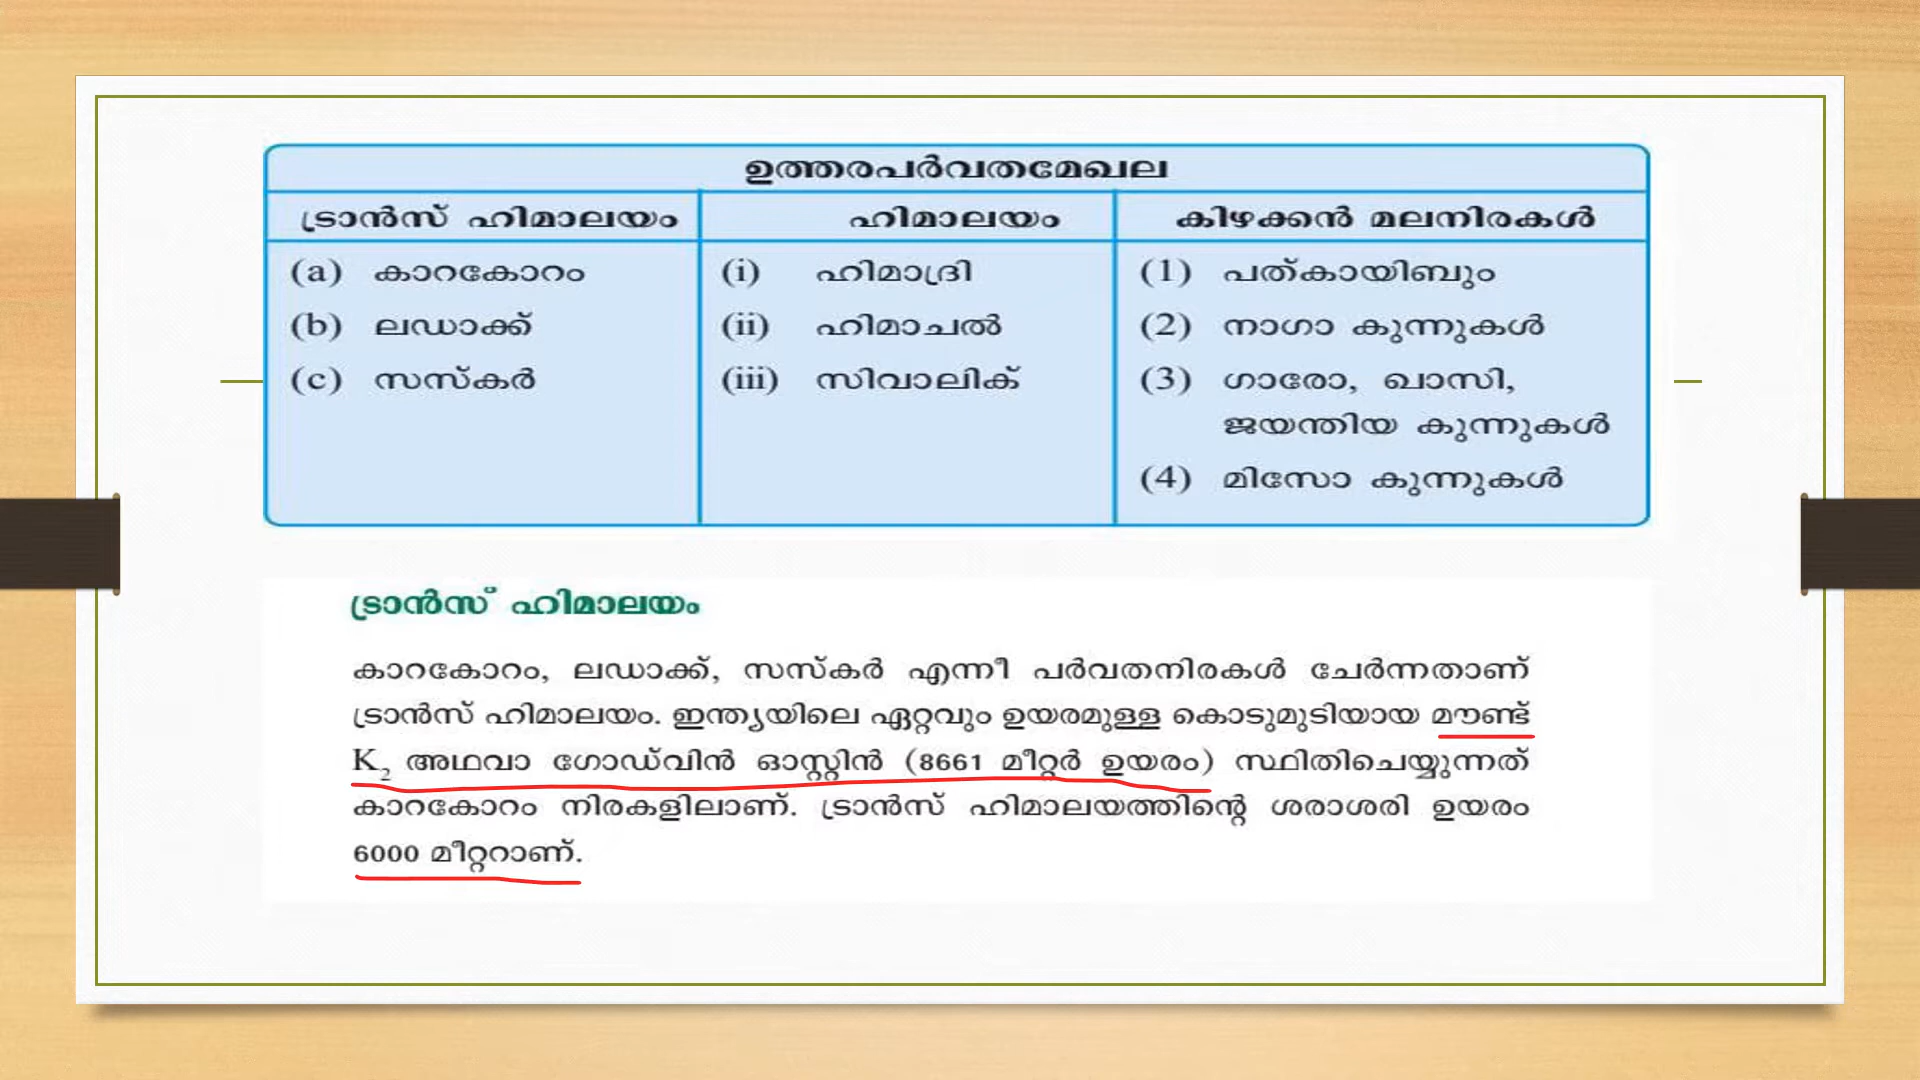 ഉത്തരപർവതമേഖല
ട്രാൻസ് ഹിമാലയം
ഹിമാലയം
കിഴക്കൻ മലനിരകൾ
(a) കാറകോറം
(b) ലഡാക്ക്
(c) സസ്കർ
(i) ഹിമാദ്രി
(ii) ഹിമാചൽ
(iii) സിവാലിക്
(1) പത്കായിബും
(2) നാഗാ കുന്നുകൾ
(3) ഗാരോ, ഖാസി,
ജയന്തിയ കുന്നുകൾ
(4) മിസോ കുന്നുകൾ
ട്രാൻസ് ഹിമാലയം
കാറകോറം, ലഡാക്ക്, സസ്കർ എന്നീ പർവതനിരകൾ ചേർന്നതാണ്
ട്രാൻസ് ഹിമാലയം. ഇന്ത്യയിലെ ഏറ്റവും ഉയരമുള്ള കൊടുമുടിയായ മൗണ്ട്
K₂ അഥവാ ഗോഡ്‌വിൻ ഓസ്റ്റിൻ (8661 മീറ്റർ ഉയരം) സ്ഥിതിചെയ്യുന്നത്
കാറകോറം നിരകളിലാണ്. ട്രാൻസ് ഹിമാലയത്തിന്റെ ശരാശരി ഉയരം
6000 മീറ്ററാണ്.